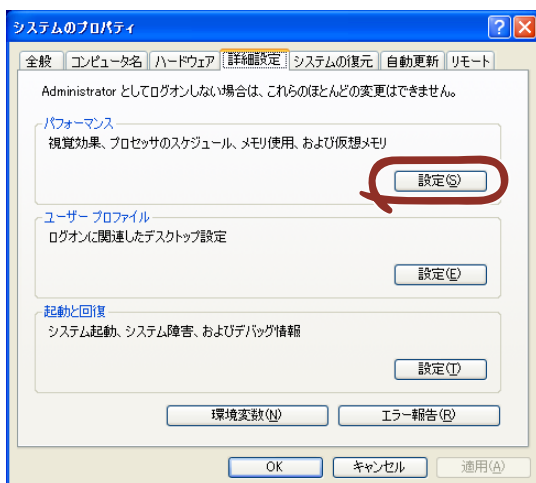 システムのプロパティ
全般 コンピュータ名 ハードウェア 詳細設定 システムの復元 自動更新 リモート
Administrator としてログオンしない場合は、これらのほとんどの変更はできません。
パフォーマンス
視覚効果、プロセッサのスケジュール、メモリ使用、および仮想メモリ
設定(S)
ユーザー プロファイル
ログオンに関連したデスクトップ設定
設定(E)
起動と回復
システム起動、システム障害、およびデバッグ情報
設定(T)
環境変数(N) エラー報告(R)
OK キャンセル 適用(A)